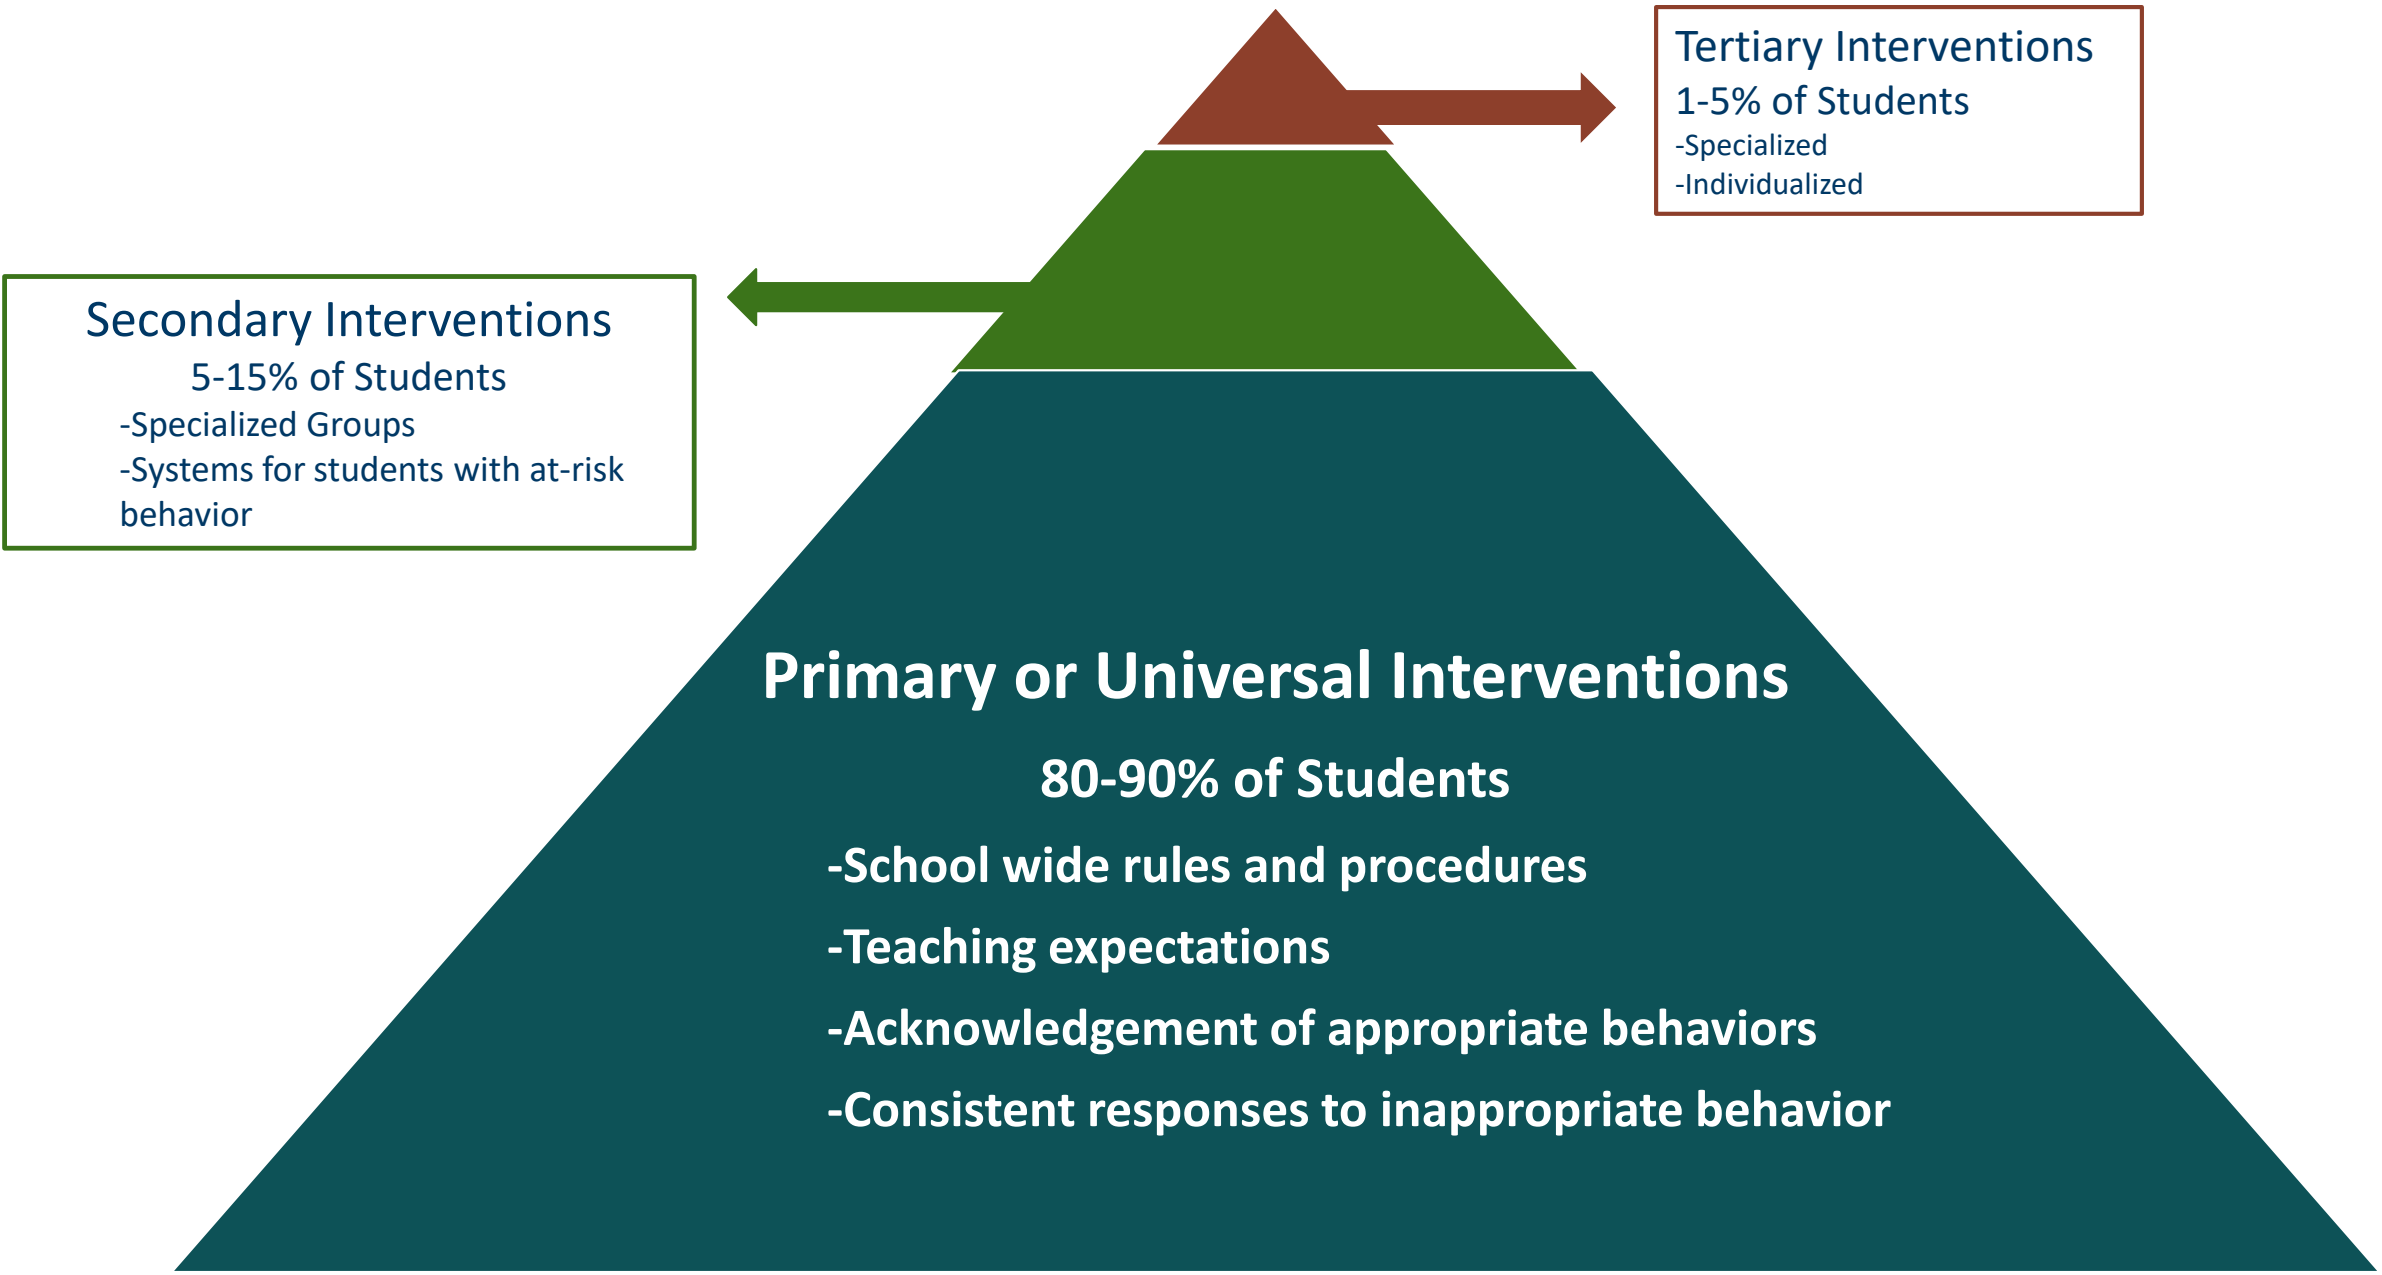 Tertiary Interventions
1-5% of Students
-Specialized
-Individualized
Secondary Interventions
5-15% of Students
-Specialized Groups
-Systems for students with at-risk
behavior
Primary or Universal Interventions
80-90% of Students
-School wide rules and procedures
-Teaching expectations
-Acknowledgement of appropriate behaviors
-Consistent responses to inappropriate behavior